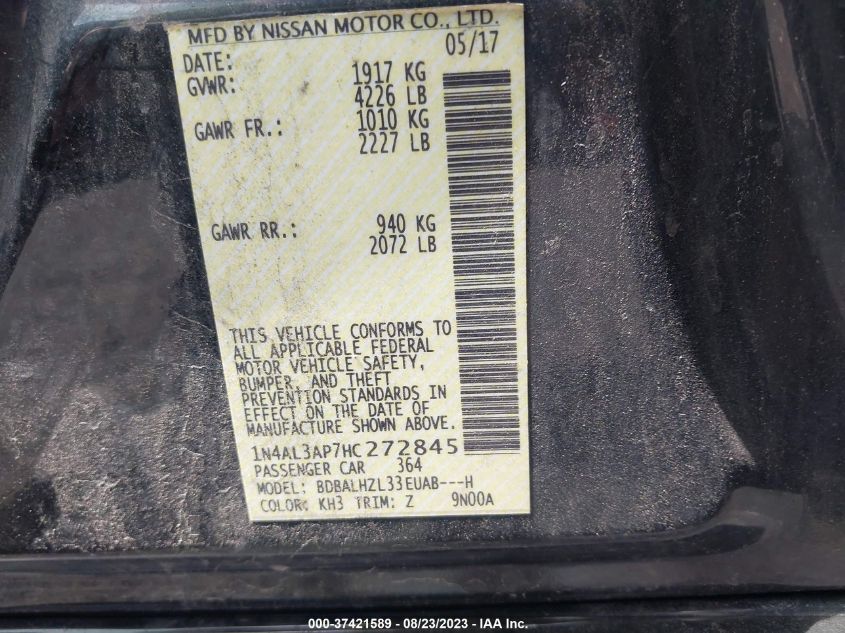 MFD BY NISSAN MOTOR CO., LTD.
DATE: 05/17
GVWR: 1917 KG
4226 LB
GAWR FR.: 1010 KG
2227 LB
GAWR RR.: 940 KG
2072 LB
THIS VEHICLE CONFORMS TO
ALL APPLICABLE FEDERAL
MOTOR VEHICLE SAFETY,
BUMPER, AND THEFT
PREVENTION STANDARDS IN
EFFECT ON THE DATE OF
MANUFACTURE SHOWN ABOVE.
1N4AL3AP7HC272845
PASSENGER CAR 364
MODEL: BDBALHZL33EUAB---H
COLOR: KH3 TRIM: Z 9N00A
000-37421589 - 08/23/2023 - ©IAA Inc.